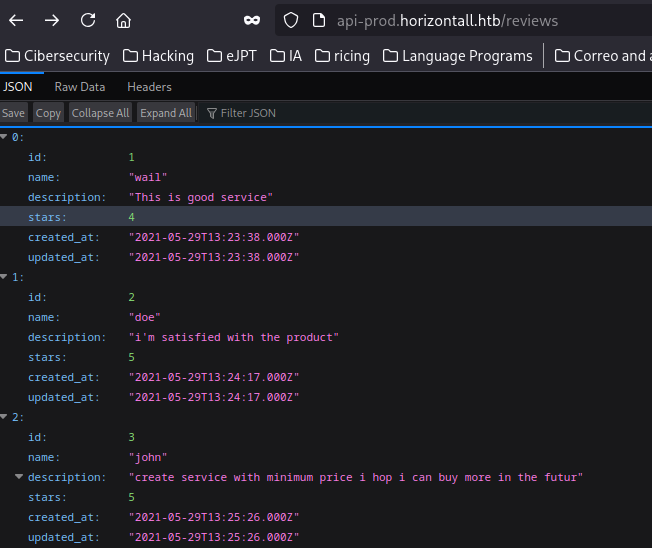 api-prod.horizontall.htb/reviews
Cibersecurity Hacking eJPT IA ricing Language Programs Correo and a
JSON Raw Data Headers
Save Copy Collapse All Expand All Filter JSON
0:
id: 1
name: "wail"
description: "This is good service"
stars: 4
created_at: "2021-05-29T13:23:38.000Z"
updated_at: "2021-05-29T13:23:38.000Z"
1:
id: 2
name: "doe"
description: "i'm satisfied with the product"
stars: 5
created_at: "2021-05-29T13:24:17.000Z"
updated_at: "2021-05-29T13:24:17.000Z"
2:
id: 3
name: "john"
description: "create service with minimum price i hop i can buy more in the futur"
stars: 5
created_at: "2021-05-29T13:25:26.000Z"
updated_at: "2021-05-29T13:25:26.000Z"